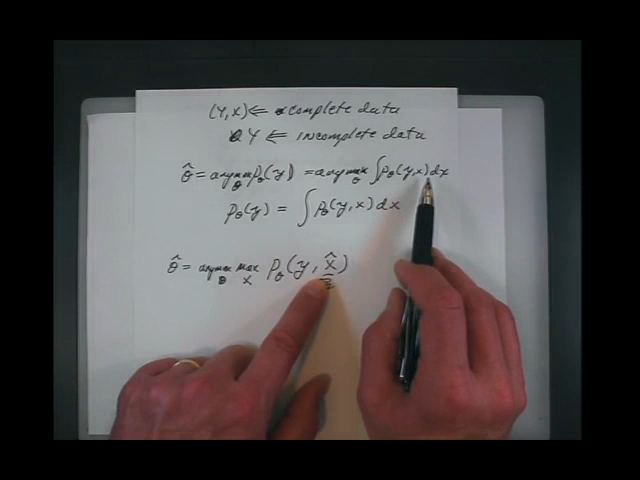 (Y,X) ⇐ complete data
Y ⇐ incomplete data
θ̂ = argmax_θ p_θ(y) = argmax_θ ∫ p_θ(y,x) dx
p_θ(y) = ∫ p_θ(y,x) dx
θ̂ = argmax_θ max_x p_θ(y, x̂)